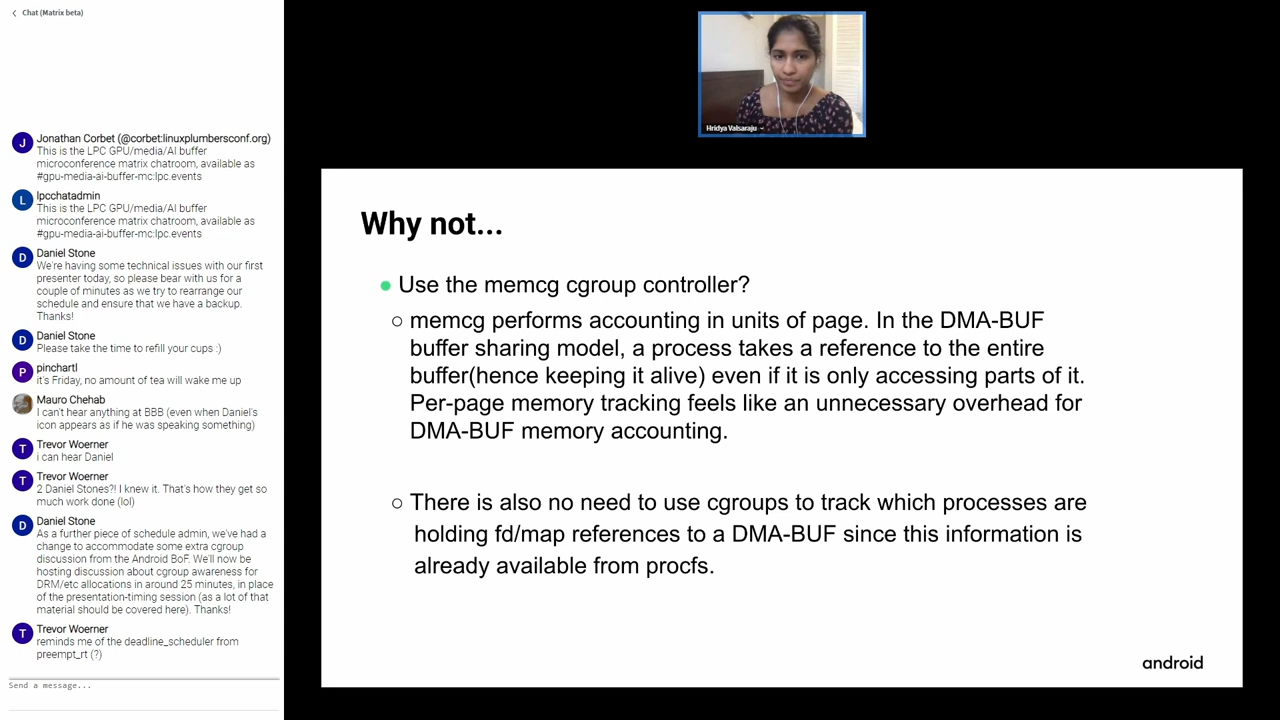 Chat (Matrix beta)
Jonathan Corbet (@corbet:linuxplumbersconf.org)
This is the LPC GPU/media/AI buffer
microconference matrix chatroom, available as
#gpu-media-ai-buffer-mc:lpc.events
lpcchatadmin
This is the LPC GPU/media/AI buffer
microconference matrix chatroom, available as
#gpu-media-ai-buffer-mc:lpc.events
Daniel Stone
We're having some technical issues with our first
presenter today, so please bear with us for a
couple of minutes as we try to rearrange our
schedule and ensure that we have a backup.
Thanks!
Daniel Stone
Please take the time to refill your cups :)
pinchartl
it's Friday, no amount of tea will wake me up
Mauro Chehab
I can't hear anything at BBB (even when Daniel's
icon appears as if he was speaking something)
Trevor Woerner
i can hear Daniel
Trevor Woerner
2 Daniel Stones?! I knew it. That's how they get so
much work done (lol)
Daniel Stone
As a further piece of schedule admin, we've had a
change to accommodate some extra cgroup
discussion from the Android BoF. We'll now be
hosting discussion about cgroup awareness for
DRM/etc allocations in around 25 minutes, in place
of the presentation-timing session (as a lot of that
material should be covered here). Thanks!
Trevor Woerner
reminds me of the deadline_scheduler from
preempt_rt (?)
Send a message...
Hridya Valsaraju
Why not...
Use the memcg cgroup controller?
memcg performs accounting in units of page. In the DMA-BUF
buffer sharing model, a process takes a reference to the entire
buffer(hence keeping it alive) even if it is only accessing parts of it.
Per-page memory tracking feels like an unnecessary overhead for
DMA-BUF memory accounting.
There is also no need to use cgroups to track which processes are
holding fd/map references to a DMA-BUF since this information is
already available from procfs.
android